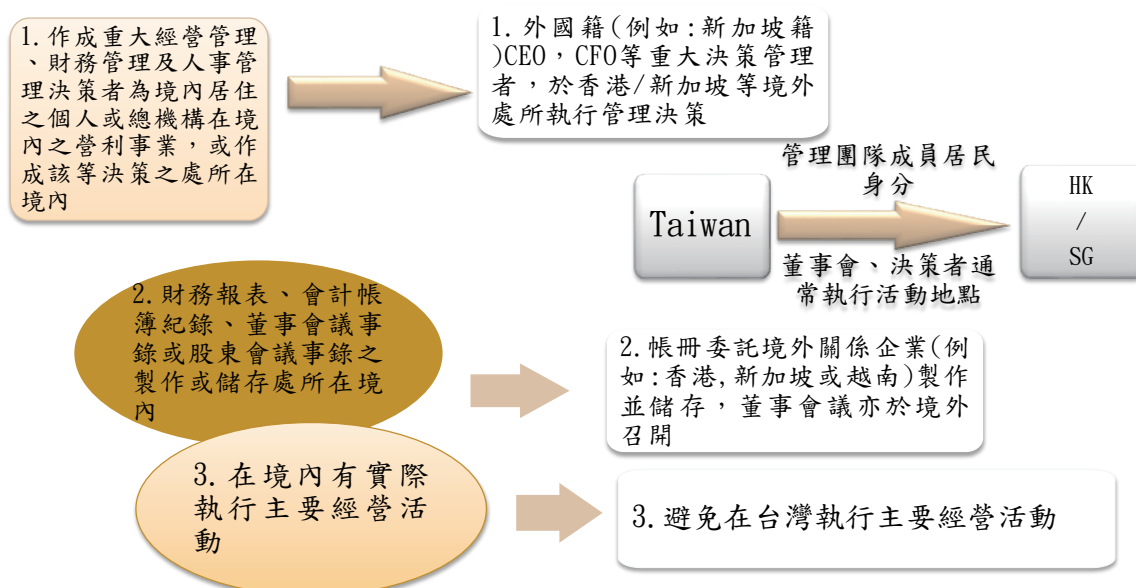 1.作成重大經營管理
、財務管理及人事管
理決策者為境內居住
之個人或總機構在境
內之營利事業，或作
成該等決策之處所在
境內
1.外國籍(例如:新加坡籍
)CEO，CFO等重大決策管理
者，於香港/新加坡等境外
處所執行管理決策
管理團隊成員居民
身分
Taiwan
HK
/
SG
董事會、決策者通
常執行活動地點
2.財務報表、會計帳
簿紀錄、董事會議事
錄或股東會議事錄之
製作或儲存處所在境
內
2.帳冊委託境外關係企業(例
如:香港,新加坡或越南)製作
並儲存，董事會議亦於境外
召開
3.在境內有實際
執行主要經營活
動
3.避免在台灣執行主要經營活動